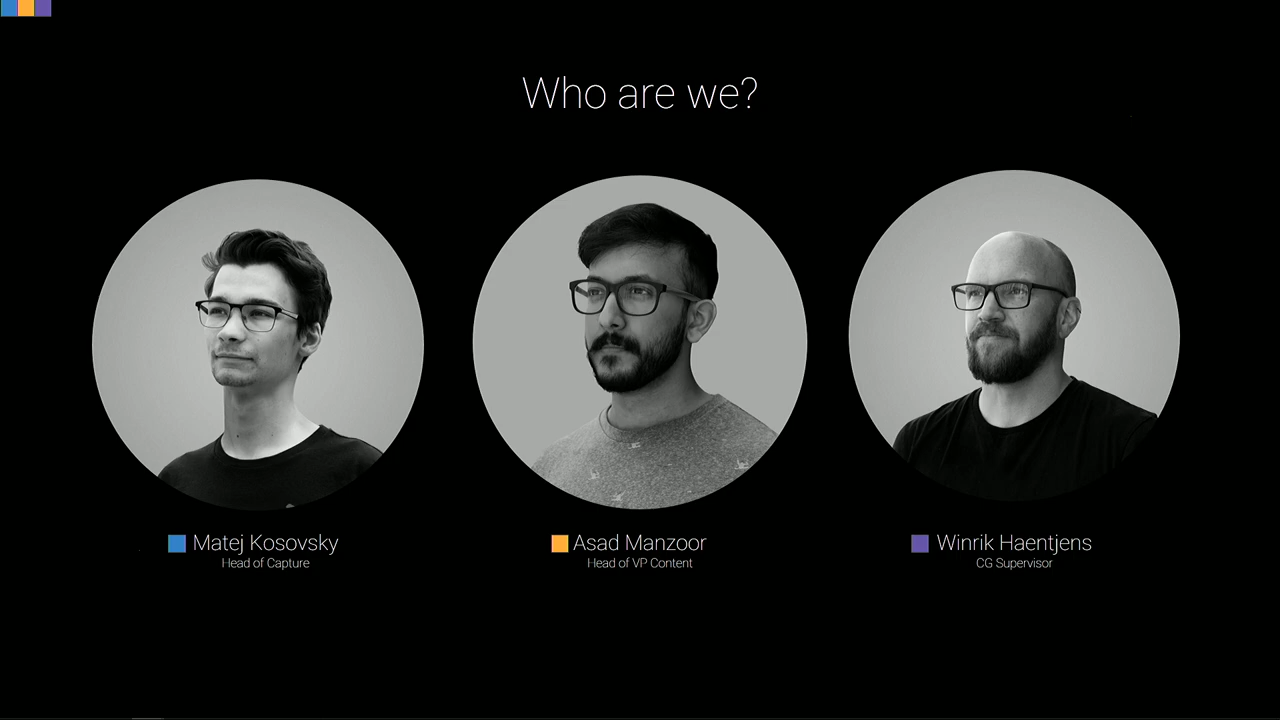 Who are we?
Matej Kosovsky
Head of Capture
Asad Manzoor
Head of VP Content
Winrik Haentjens
CG Supervisor